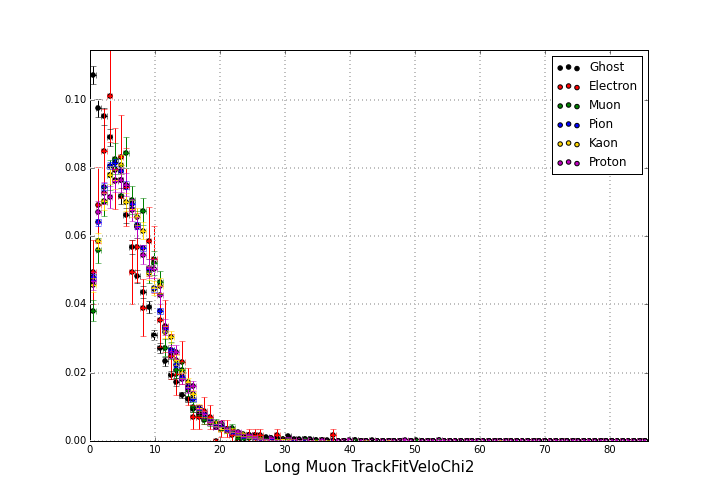 Ghost
Electron
Muon
Pion
Kaon
Proton
0.10
0.08
0.06
0.04
0.02
0.00
0 10 20 30 40 50 60 70 80
Long Muon TrackFitVeloChi2